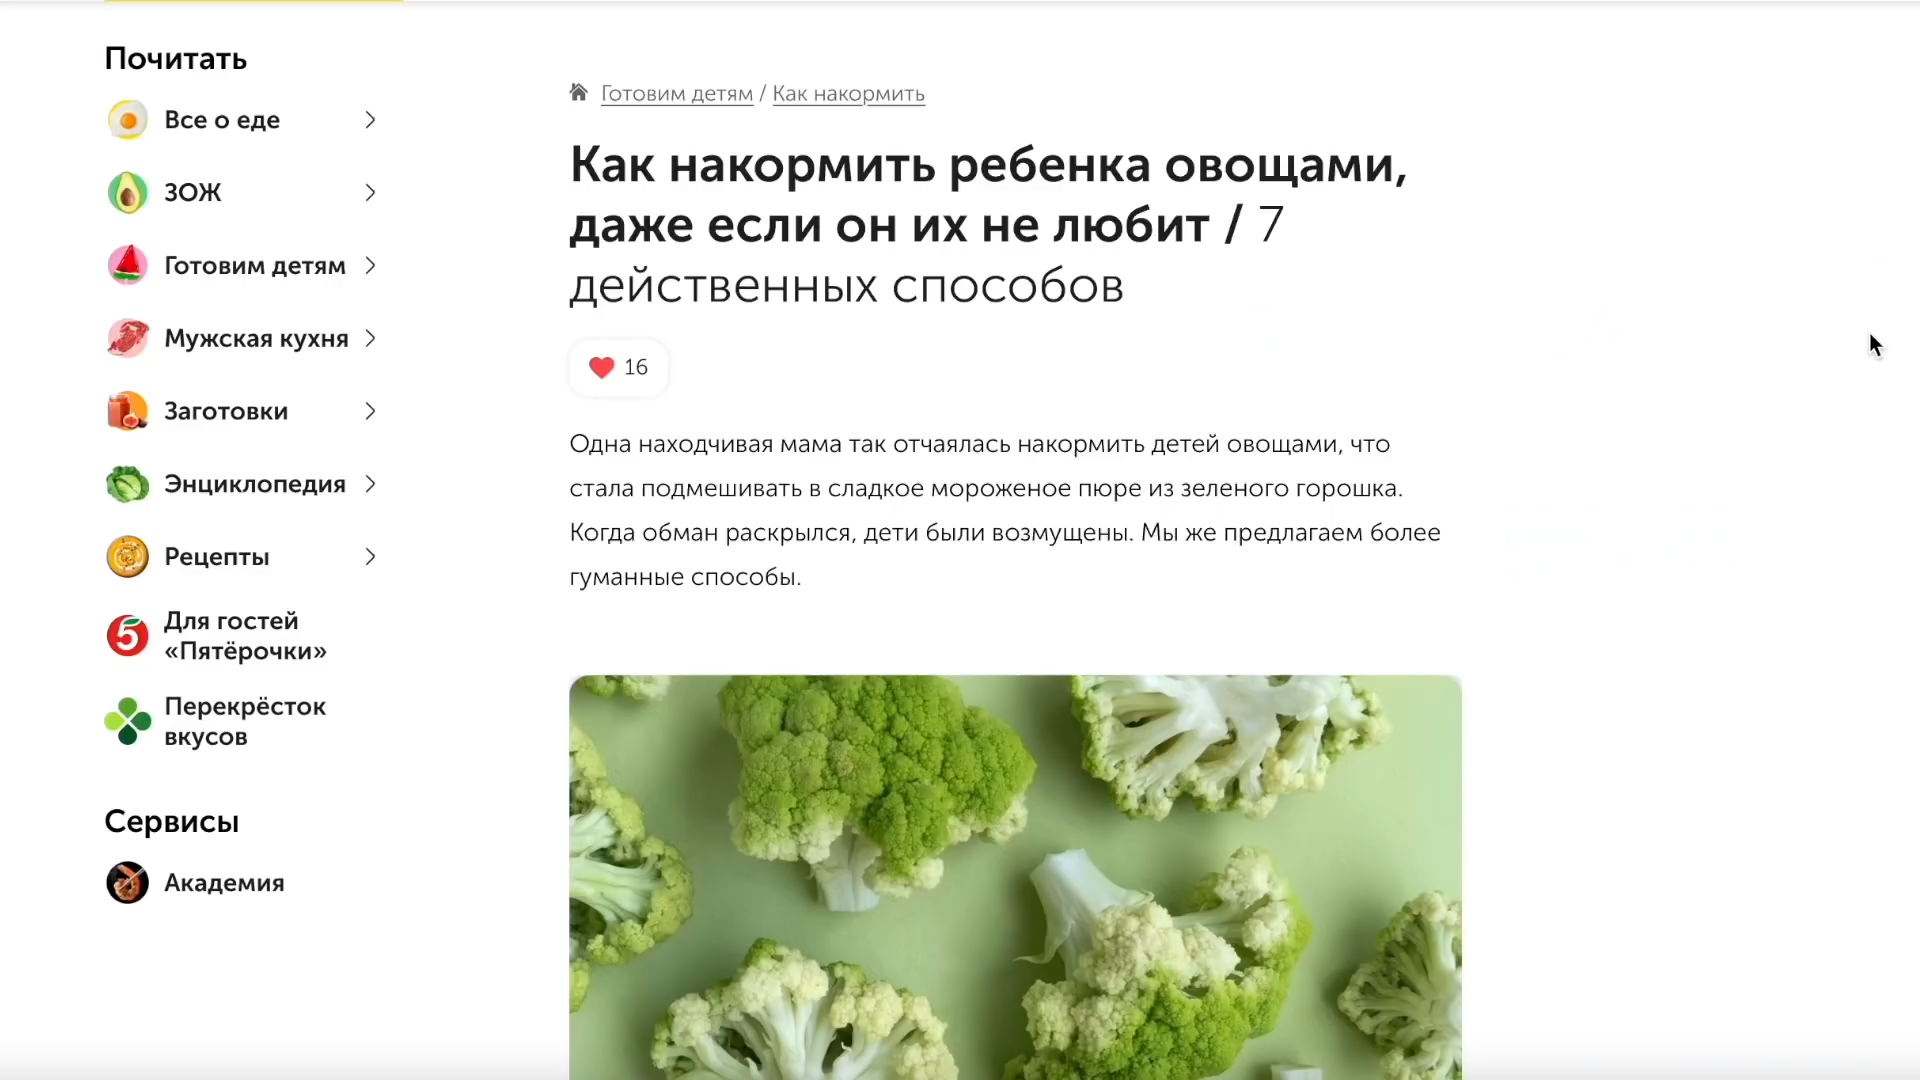 Почитать
Все о еде
ЗОЖ
Готовим детям
Мужская кухня
Заготовки
Энциклопедия
Рецепты
5
Для гостей
«Пятёрочки»
Перекрёсток
вкусов
Сервисы
Академия
Готовим детям / Как накормить
Как накормить ребенка овощами,
даже если он их не любит / 7
действенных способов
16
Одна находчивая мама так отчаялась накормить детей овощами, что
стала подмешивать в сладкое мороженое пюре из зеленого горошка.
Когда обман раскрылся, дети были возмущены. Мы же предлагаем более
гуманные способы.